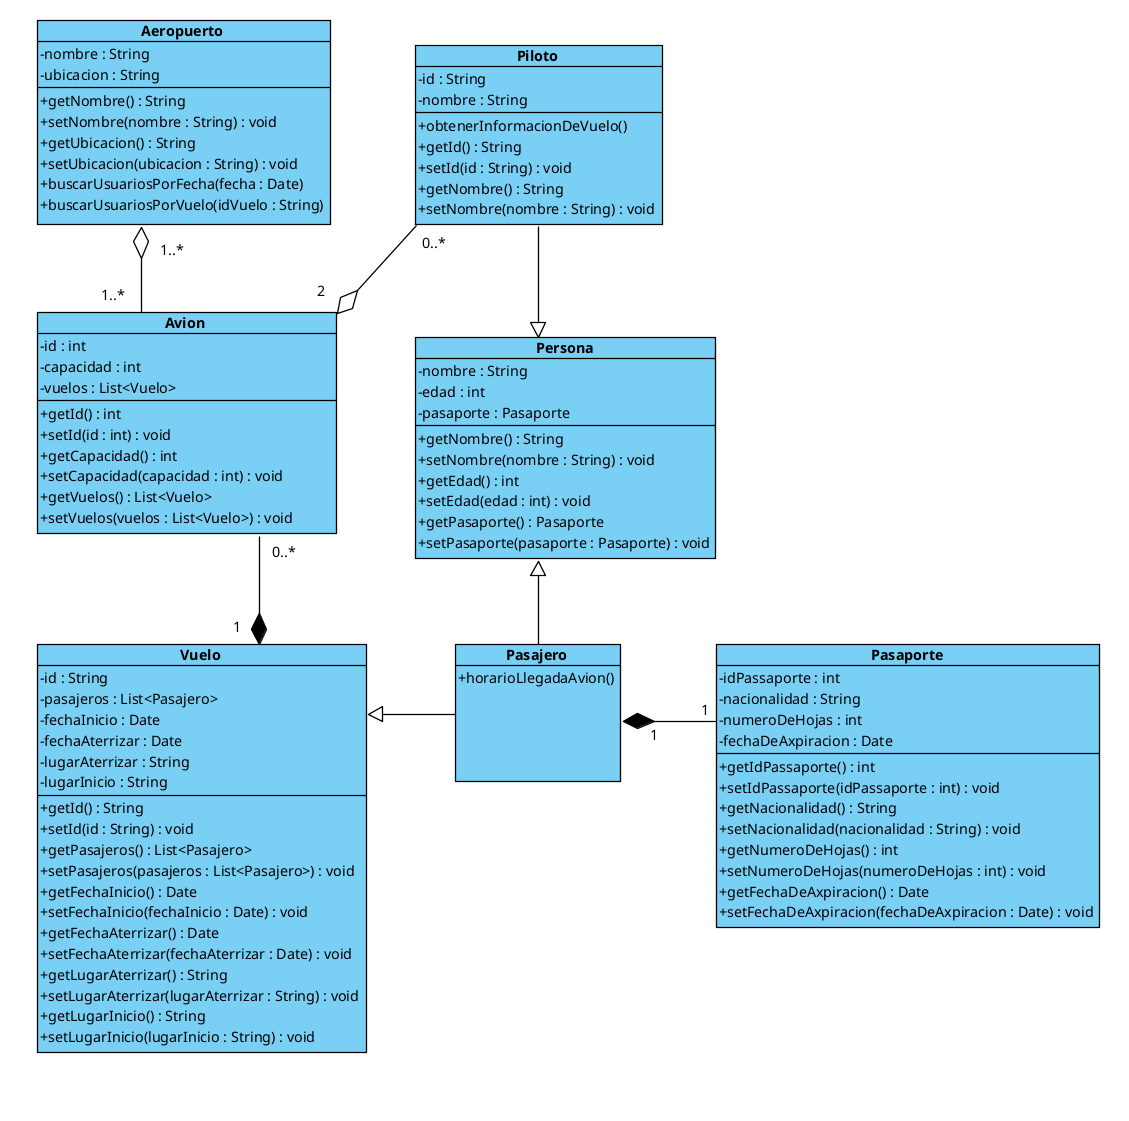 Aeropuerto
-nombre : String
-ubicacion : String
+getNombre() : String
+setNombre(nombre : String) : void
+getUbicacion() : String
+setUbicacion(ubicacion : String) : void
+buscarUsuariosPorFecha(fecha : Date)
+buscarUsuariosPorVuelo(idVuelo : String)
Piloto
-id : String
-nombre : String
+obtenerInformacionDeVuelo()
+getId() : String
+setId(id : String) : void
+getNombre() : String
+setNombre(nombre : String) : void
1..*
1..*
0..*
2
Avion
-id : int
-capacidad : int
-vuelos : List<Vuelo>
+getId() : int
+setId(id : int) : void
+getCapacidad() : int
+setCapacidad(capacidad : int) : void
+getVuelos() : List<Vuelo>
+setVuelos(vuelos : List<Vuelo>) : void
Persona
-nombre : String
-edad : int
-pasaporte : Pasaporte
+getNombre() : String
+setNombre(nombre : String) : void
+getEdad() : int
+setEdad(edad : int) : void
+getPasaporte() : Pasaporte
+setPasaporte(pasaporte : Pasaporte) : void
0..*
1
Vuelo
-id : String
-pasajeros : List<Pasajero>
-fechaInicio : Date
-fechaAterrizar : Date
-lugarAterrizar : String
-lugarInicio : String
+getId() : String
+setId(id : String) : void
+getPasajeros() : List<Pasajero>
+setPasajeros(pasajeros : List<Pasajero>) : void
+getFechaInicio() : Date
+setFechaInicio(fechaInicio : Date) : void
+getFechaAterrizar() : Date
+setFechaAterrizar(fechaAterrizar : Date) : void
+getLugarAterrizar() : String
+setLugarAterrizar(lugarAterrizar : String) : void
+getLugarInicio() : String
+setLugarInicio(lugarInicio : String) : void
Pasajero
+horarioLlegadaAvion()
1
1
Pasaporte
-idPassaporte : int
-nacionalidad : String
-numeroDeHojas : int
-fechaDeAxpiracion : Date
+getIdPassaporte() : int
+setIdPassaporte(idPassaporte : int) : void
+getNacionalidad() : String
+setNacionalidad(nacionalidad : String) : void
+getNumeroDeHojas() : int
+setNumeroDeHojas(numeroDeHojas : int) : void
+getFechaDeAxpiracion() : Date
+setFechaDeAxpiracion(fechaDeAxpiracion : Date) : void